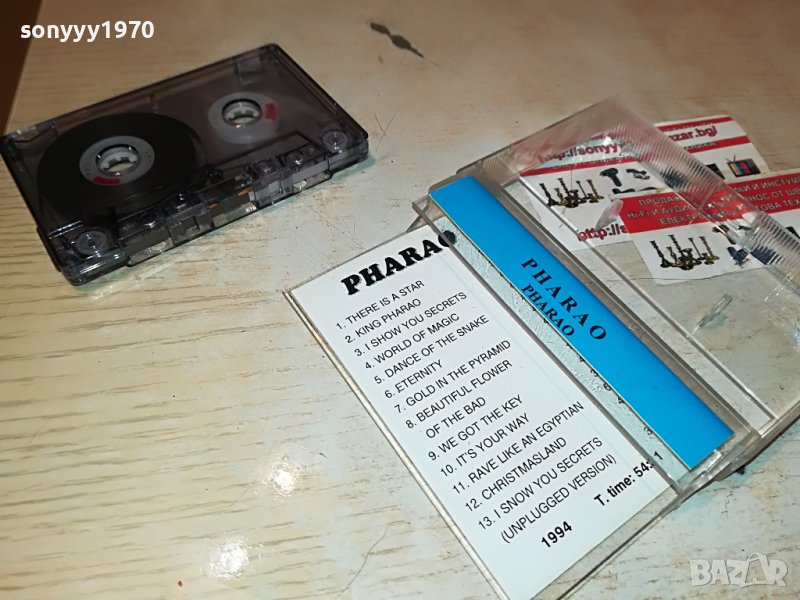 sonyyy1970
PHARAO
1. THERE IS A STAR
2. KING PHARAO
3. I SHOW YOU SECRETS
4. WORLD OF MAGIC
5. DANCE OF THE SNAKE
6. ETERNITY
7. GOLD IN THE PYRAMID
8. BEAUTIFUL FLOWER
OF THE BAD
9. WE GOT THE KEY
10. IT'S YOUR WAY
11. RAVE LIKE AN EGYPTIAN
12. CHRISTMASLAND
13. I SNOW YOU SECRETS
(UNPLUGGED VERSION)
1994 T. time:
PHARAO
PHARAO
http://sonyy
zar.bg/
BAZAR